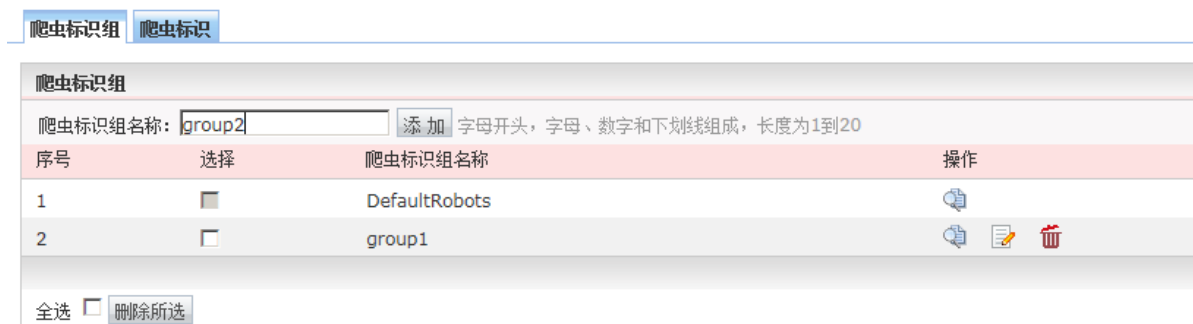 爬虫标识组 爬虫标识
爬虫标识组
爬虫标识组名称： group2 添 加 字母开头，字母、数字和下划线组成，长度为1到20
序号 选择 爬虫标识组名称 操作
1 DefaultRobots
2 group1
全选 删除所选